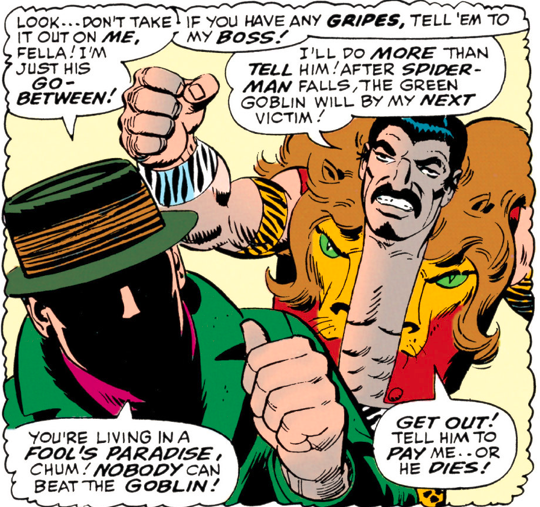 LOOK...DON'T TAKE
IT OUT ON ME,
FELLA! I'M
JUST HIS
GO-
BETWEEN!
IF YOU HAVE ANY GRIPES, TELL 'EM TO
MY BOSS!
I'LL DO MORE THAN
TELL HIM! AFTER SPIDER-
MAN FALLS, THE GREEN
GOBLIN WILL BY MY NEXT
VICTIM!
YOU'RE LIVING IN A
FOOL'S PARADISE,
CHUM! NOBODY CAN
BEAT THE GOBLIN!
GET OUT!
TELL HIM TO
PAY ME--OR
HE DIES!